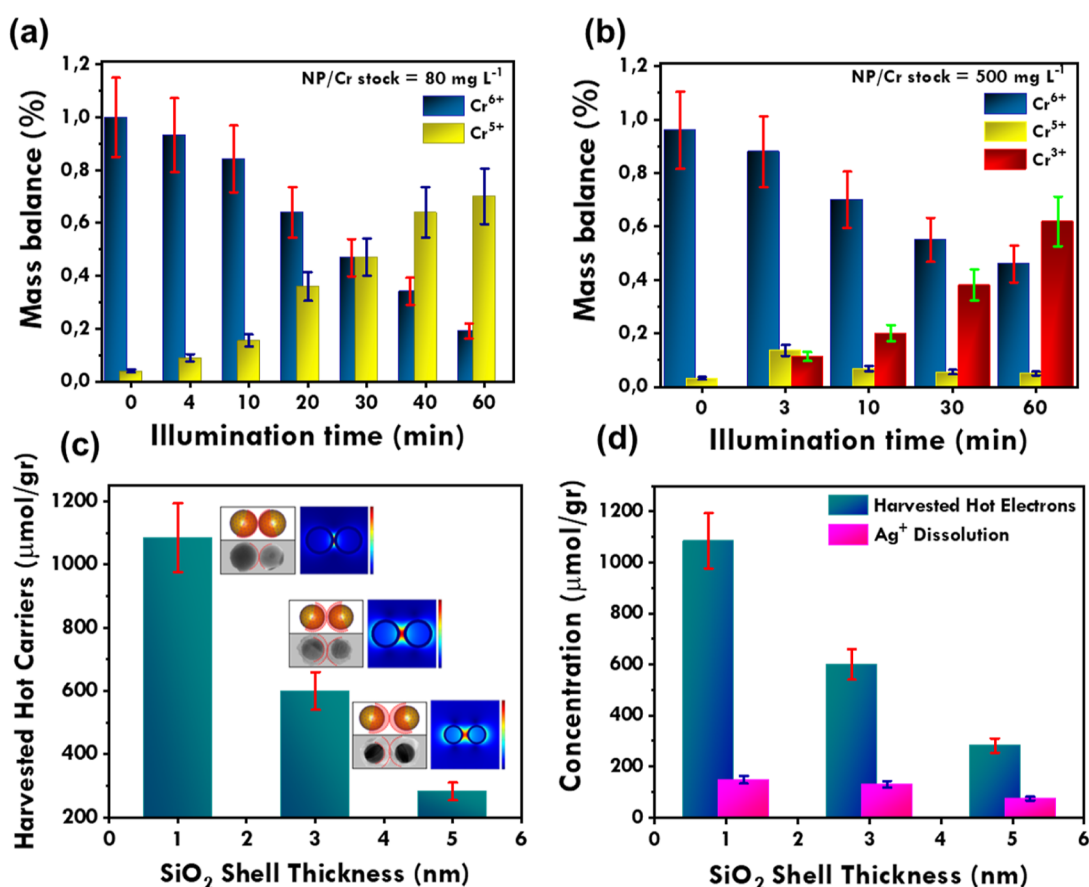 (a)
NP/Cr stock = 80 mg L⁻¹
Cr⁶⁺
Cr⁵⁺
Mass balance (%)
1,2
1,0
0,8
0,6
0,4
0,2
0,0
0 4 10 20 30 40 60
Illumination time (min)
(b)
NP/Cr stock = 500 mg L⁻¹
Cr⁶⁺
Cr⁵⁺
Cr³⁺
Mass balance (%)
1,2
1,0
0,8
0,6
0,4
0,2
0,0
0 3 10 30 60
Illumination time (min)
(c)
Harvested Hot Carriers (μmol/gr)
1200
1000
800
600
400
200
0 1 2 3 4 5 6
SiO₂ Shell Thickness (nm)
(d)
Harvested Hot Electrons
Ag⁺ Dissolution
Concentration (μmol/gr)
1200
1000
800
600
400
200
0
0 1 2 3 4 5 6
SiO₂ Shell Thickness (nm)